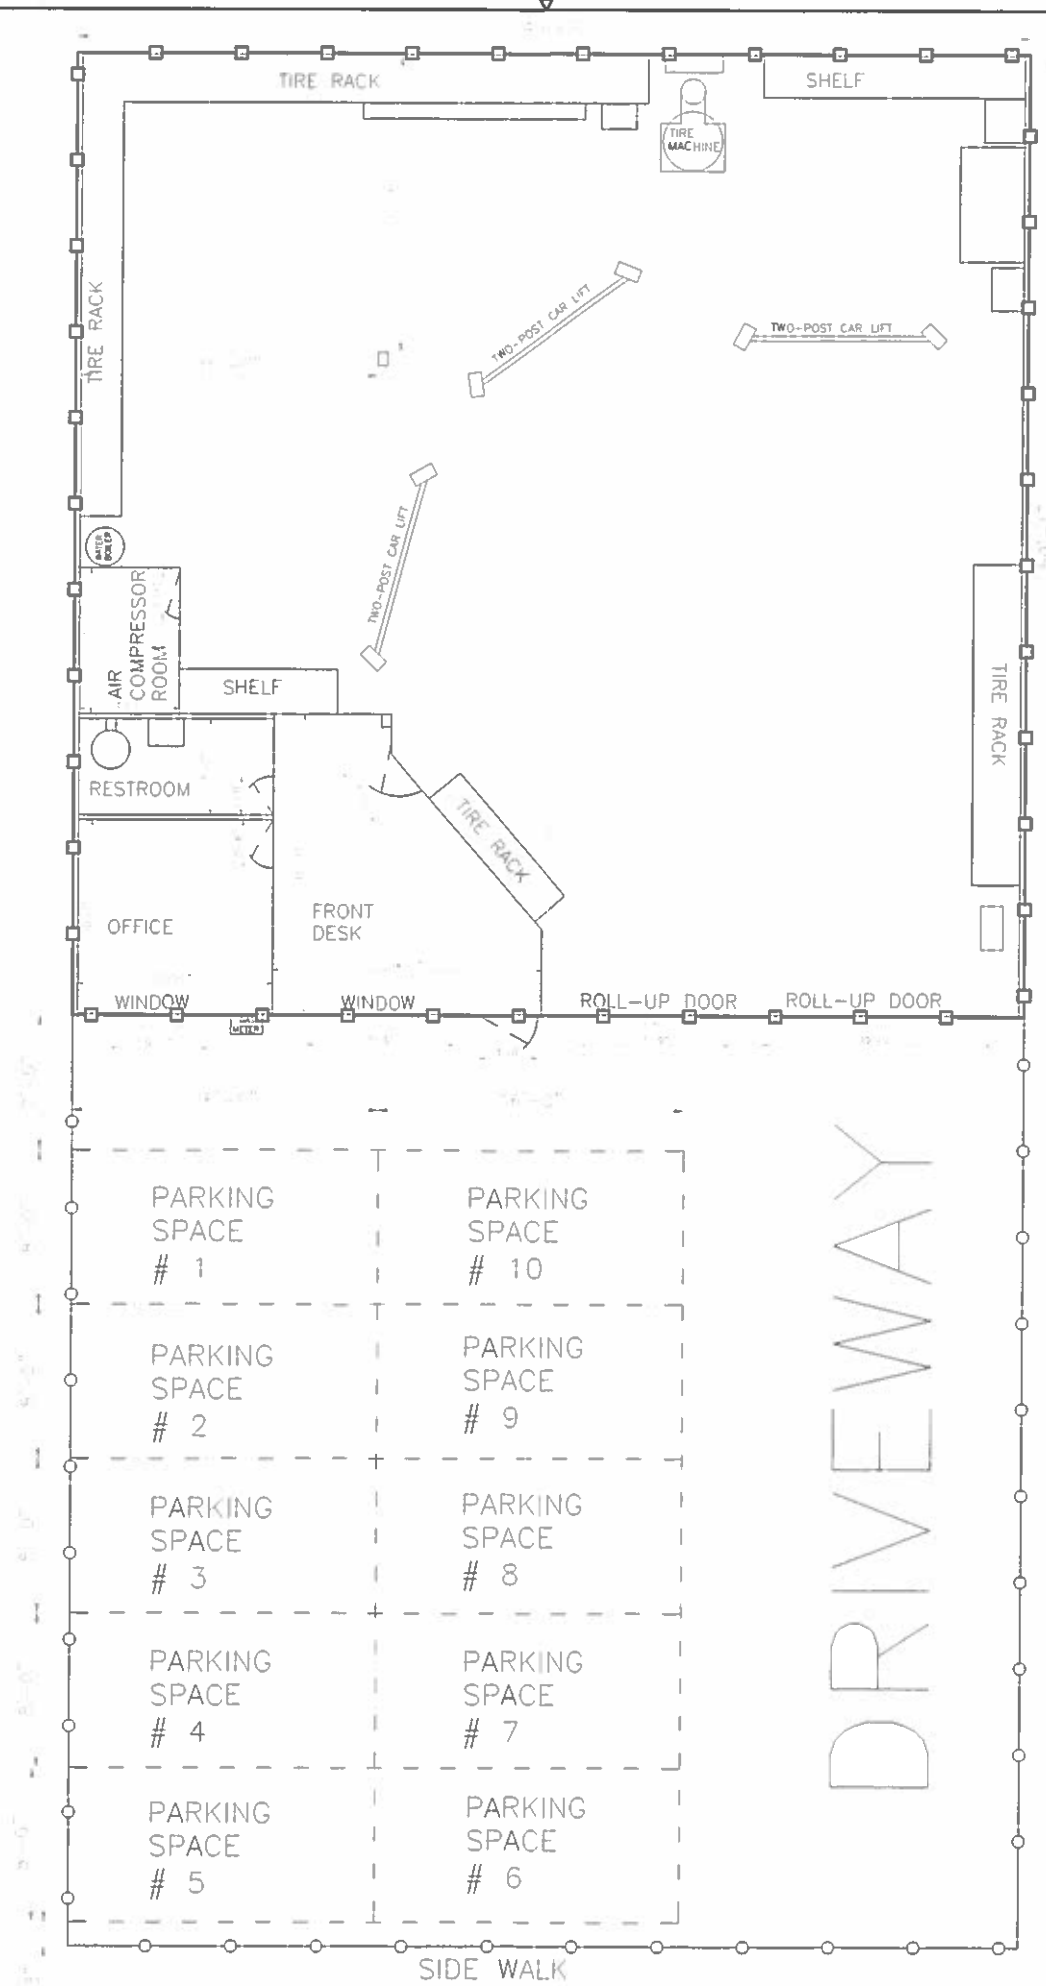 TIRE RACK
SHELF
TIRE
MACHINE
TIRE RACK
TWO-POST CAR LIFT
TWO-POST CAR LIFT
TWO-POST CAR LIFT
WATER
BOILER
AIR
COMPRESSOR
ROOM
SHELF
TIRE RACK
RESTROOM
TIRE RACK
OFFICE
FRONT
DESK
WINDOW
WINDOW
ROLL-UP DOOR
ROLL-UP DOOR
METER
PARKING
SPACE
# 1
PARKING
SPACE
# 10
PARKING
SPACE
# 2
PARKING
SPACE
# 9
PARKING
SPACE
# 3
PARKING
SPACE
# 8
PARKING
SPACE
# 4
PARKING
SPACE
# 7
PARKING
SPACE
# 5
PARKING
SPACE
# 6
DRIVEWAY
SIDE WALK